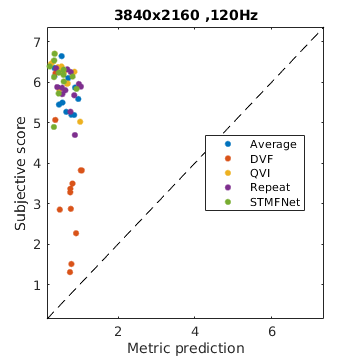 3840x2160 ,120Hz
Subjective score
7
6
5
4
3
2
1
Average
DVF
QVI
Repeat
STMFNet
2 4 6
Metric prediction